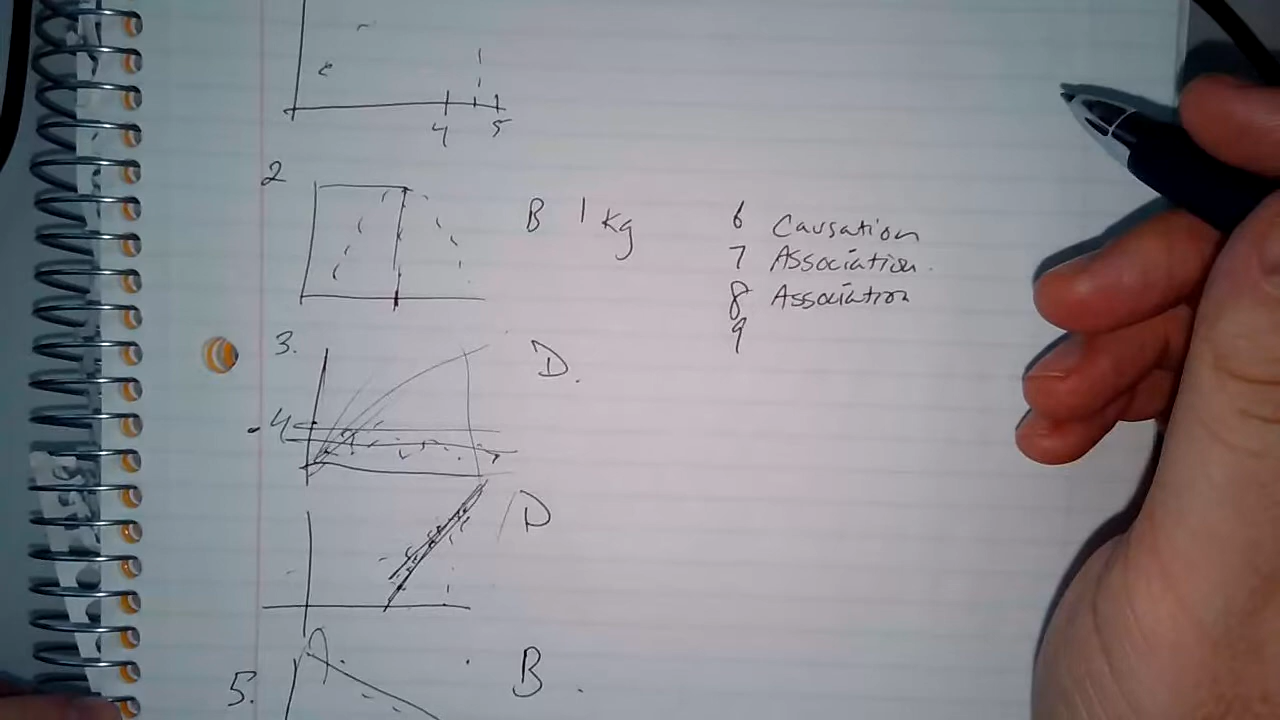 4 5
2
B 1 kg
6 Causation
7 Association.
8 Association
9
3.
D.
.4
D
5.
B.